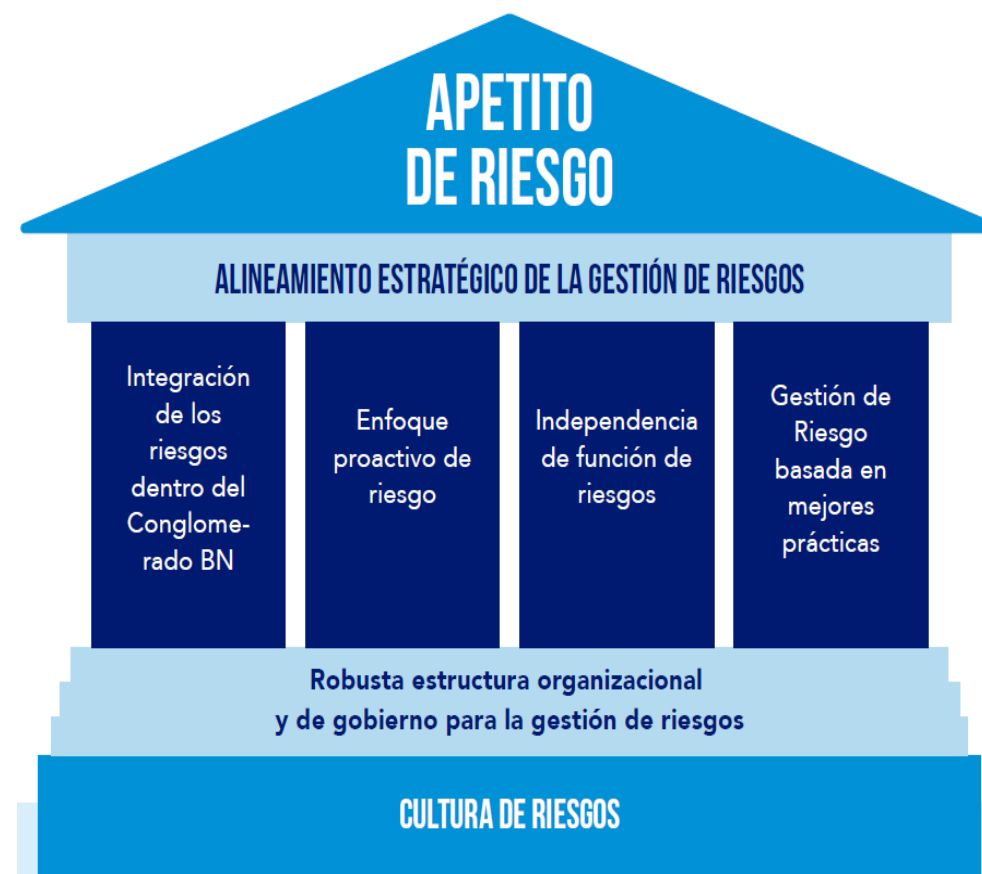 APETITO
DE RIESGO
ALINEAMIENTO ESTRATÉGICO DE LA GESTIÓN DE RIESGOS
Integración
de los
riesgos
dentro del
Conglome-
rado BN
Enfoque
proactivo de
riesgo
Independencia
de función de
riesgos
Gestión de
Riesgo
basada en
mejores
prácticas
Robusta estructura organizacional
y de gobierno para la gestión de riesgos
CULTURA DE RIESGOS